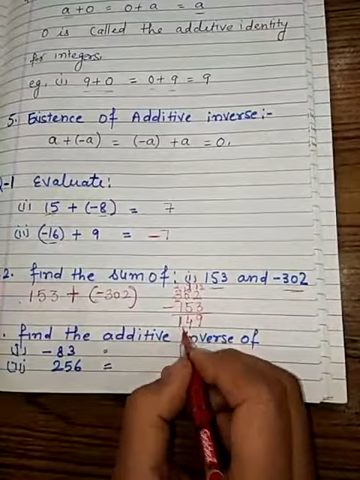 a + 0 = 0 + a = a
0 is called the additive identity
for integers.
eg. (i) 9 + 0 = 0 + 9 = 9
5. Existence of Additive inverse:-
a + (-a) = (-a) + a = 0.
Q-1 Evaluate:
(i) 15 + (-8) = 7
(ii) (-16) + 9 = -7
2. find the sum of: (i) 153 and -302
153 + (-302)
- 153
149
. find the additive inverse of
(i) -83 =
(ii) 256 =